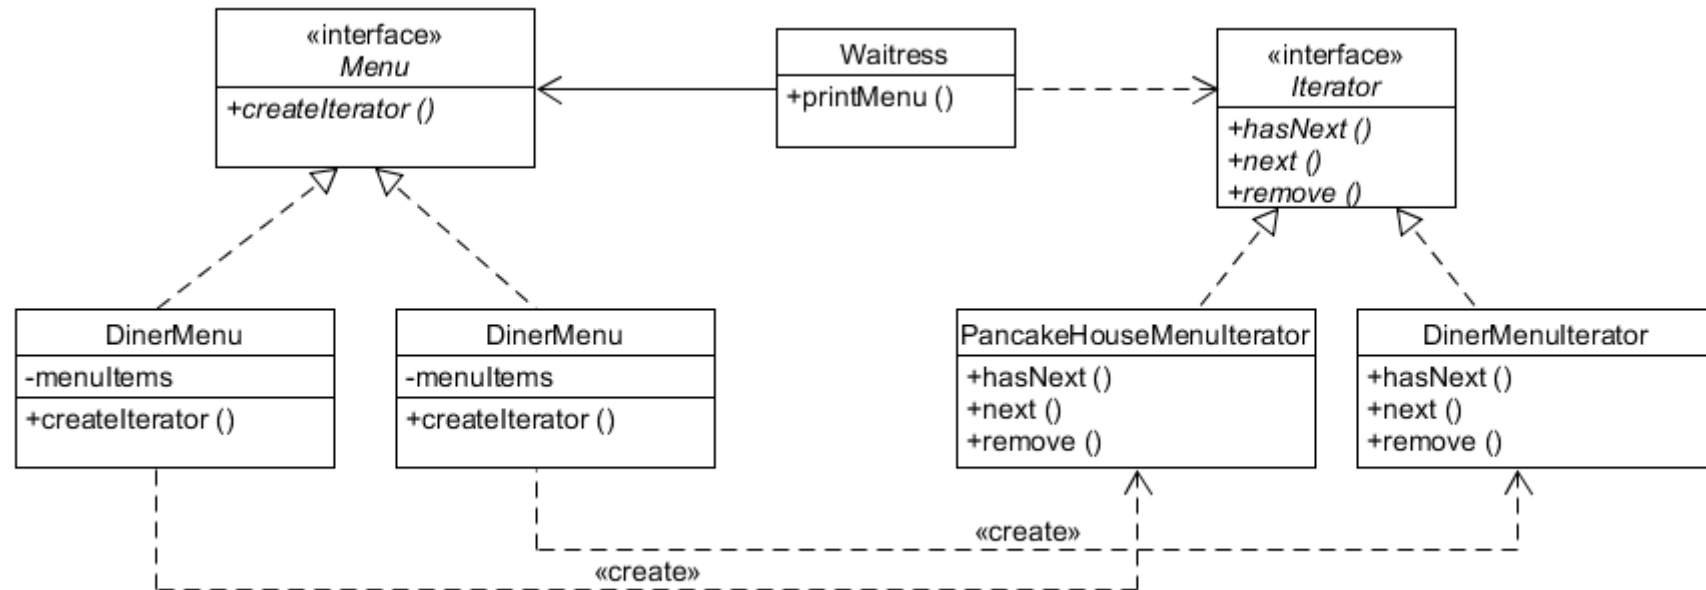 «interface»
Menu
+createIterator ()
Waitress
+printMenu ()
«interface»
Iterator
+hasNext ()
+next ()
+remove ()
DinerMenu
-menuItems
+createIterator ()
DinerMenu
-menuItems
+createIterator ()
PancakeHouseMenuIterator
+hasNext ()
+next ()
+remove ()
DinerMenuIterator
+hasNext ()
+next ()
+remove ()
«create»
«create»